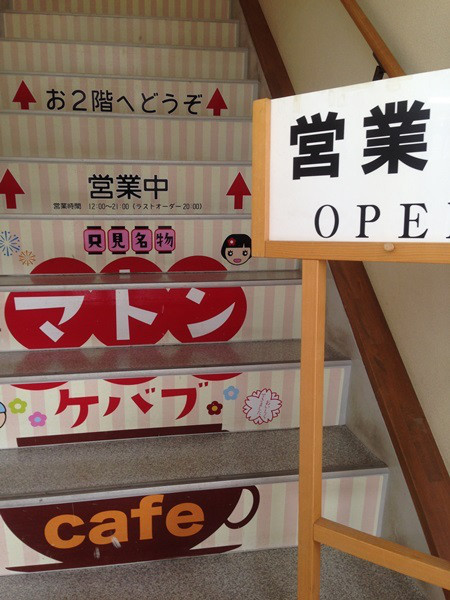 お2階へどうぞ
営業中
営業時間 12:00～21:00(ラストオーダー20:00)
只見名物
マトン
ケバブ
cafe
営業
OPE